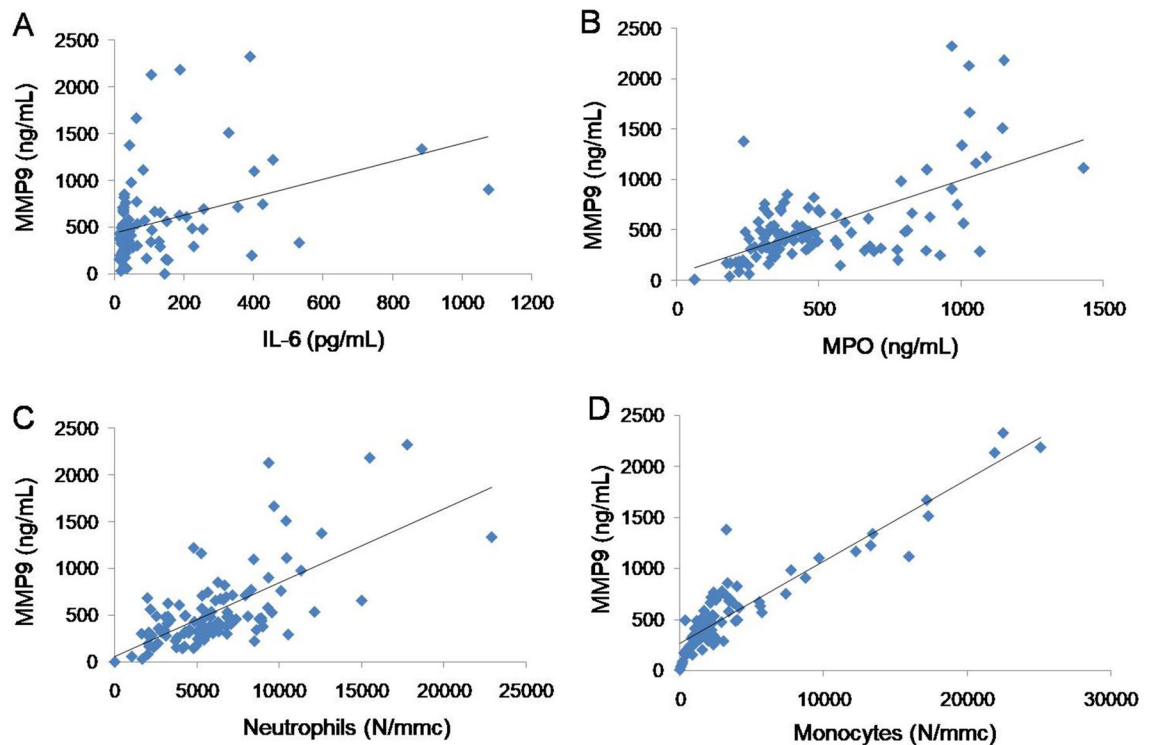 A
MMP9 (ng/mL)
2500
2000
1500
1000
500
0
0 200 400 600 800 1000 1200
IL-6 (pg/mL)
B
MMP9 (ng/mL)
2500
2000
1500
1000
500
0
0 500 1000 1500
MPO (ng/mL)
C
MMP9 (ng/mL)
2500
2000
1500
1000
500
0
0 5000 10000 15000 20000 25000
Neutrophils (N/mmc)
D
MMP9 (ng/mL)
2500
2000
1500
1000
500
0
0 10000 20000 30000
Monocytes (N/mmc)